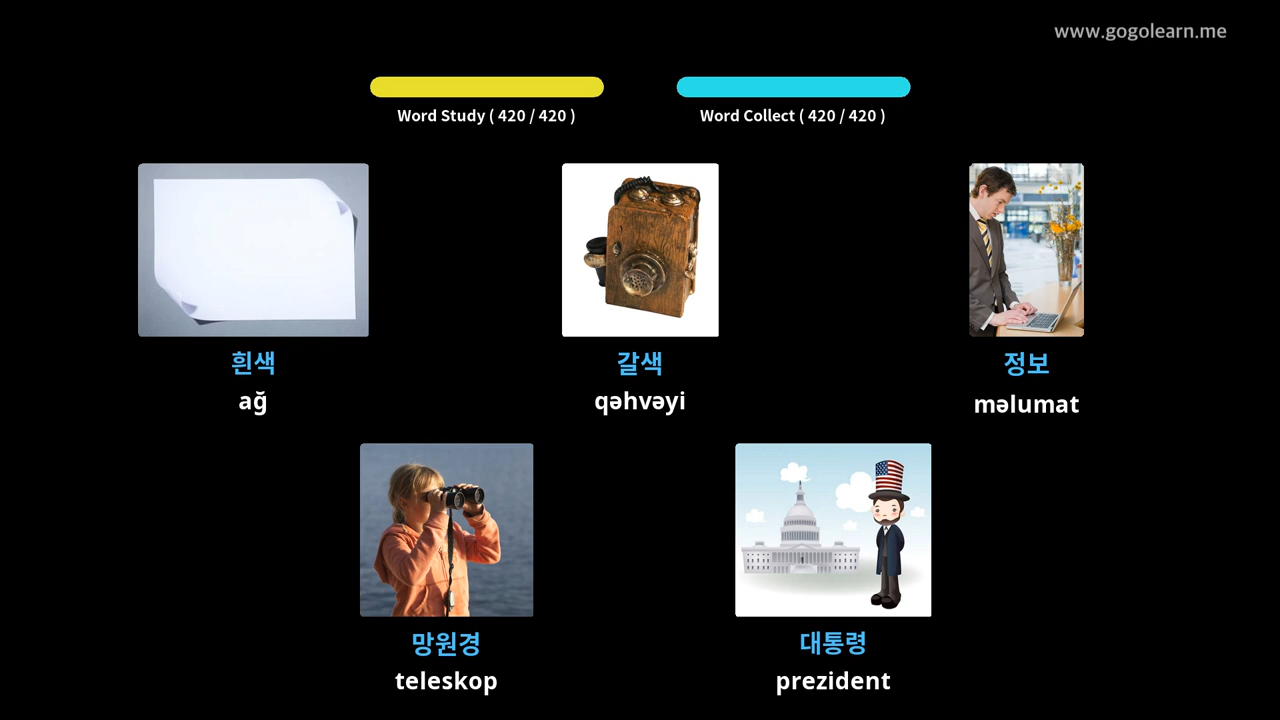 www.gogolearn.me
Word Study ( 420 / 420 )
Word Collect ( 420 / 420 )
흰색
ağ
갈색
qəhvəyi
정보
məlumat
망원경
teleskop
대통령
prezident